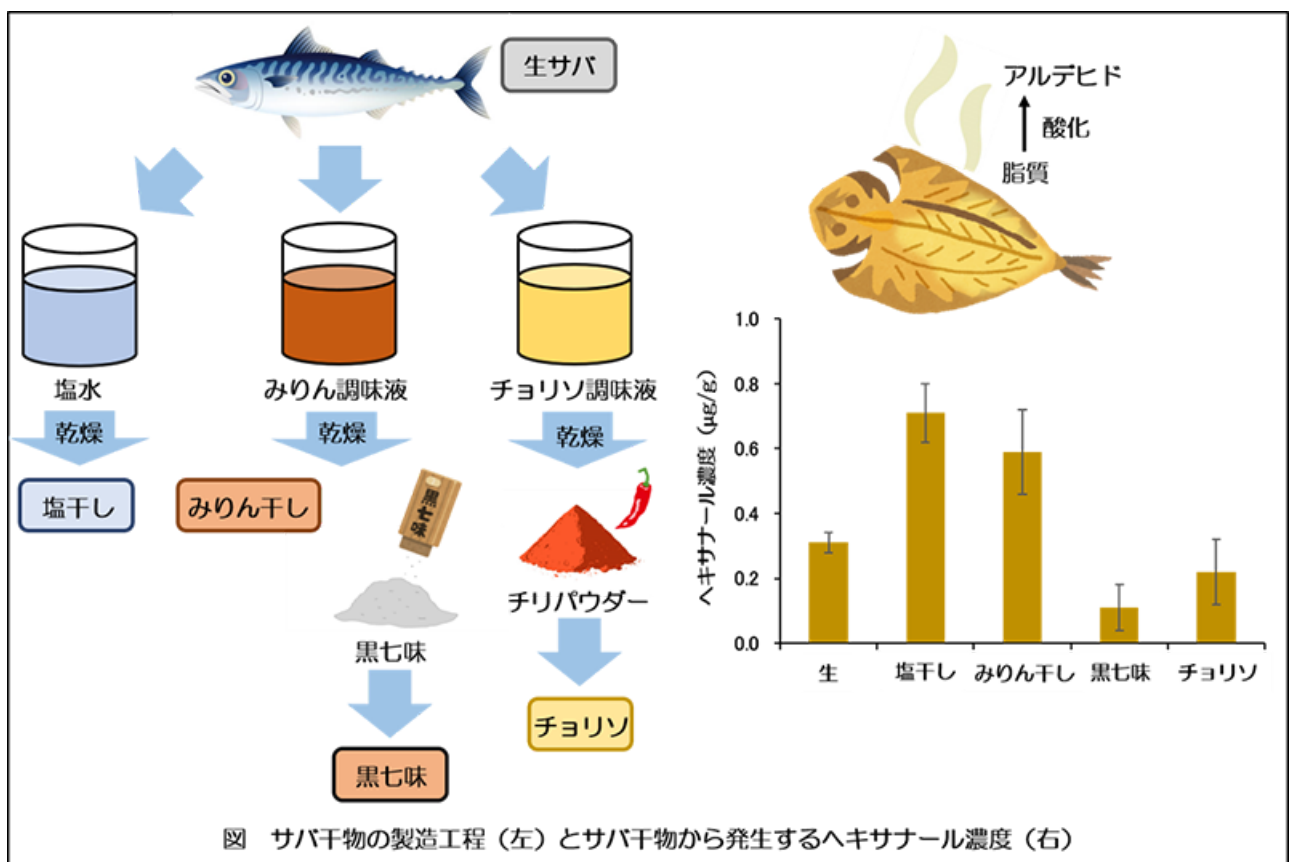 生サバ
塩水
みりん調味液
チョリソ調味液
乾燥
乾燥
乾燥
塩干し
みりん干し
黒七味
黒七味
チリパウダー
黒七味
チョリソ
アルデヒド
酸化
脂質
ヘキサナール濃度（μg/g）
1.0
0.8
0.6
0.4
0.2
0.0
生
塩干し
みりん干し
黒七味
チョリソ
図　サバ干物の製造工程（左）とサバ干物から発生するヘキサナール濃度（右）